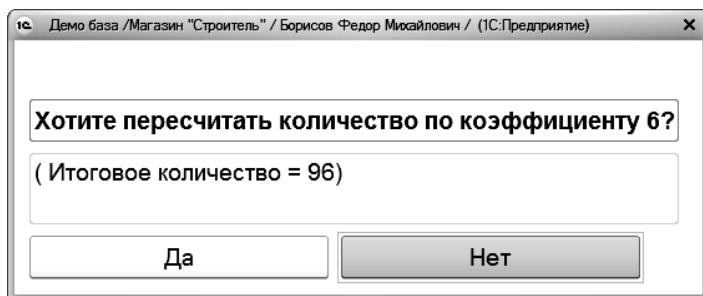 1С Демо база /Магазин "Строитель" / Борисов Федор Михайлович / (1С:Предприятие)
Хотите пересчитать количество по коэффициенту 6?
( Итоговое количество = 96)
Да Нет